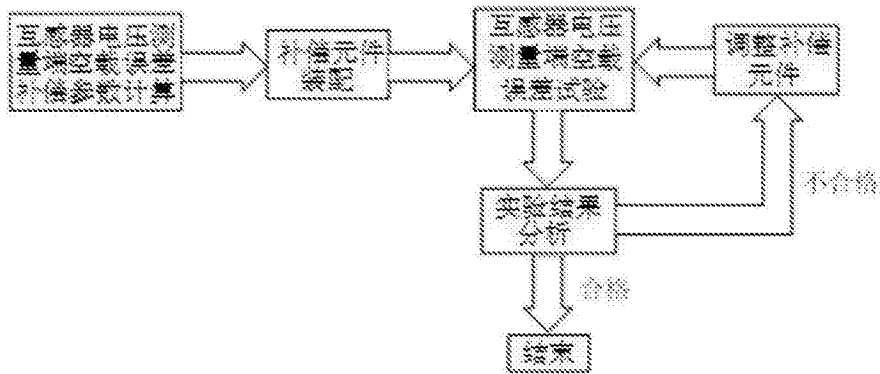 互感器电压测
量端空载误差
补偿参数计算
补偿元件
装配
互感器电压
测量端空载
误差试验
调整补偿
元件
不合格
实验结果
分析
合格
结束